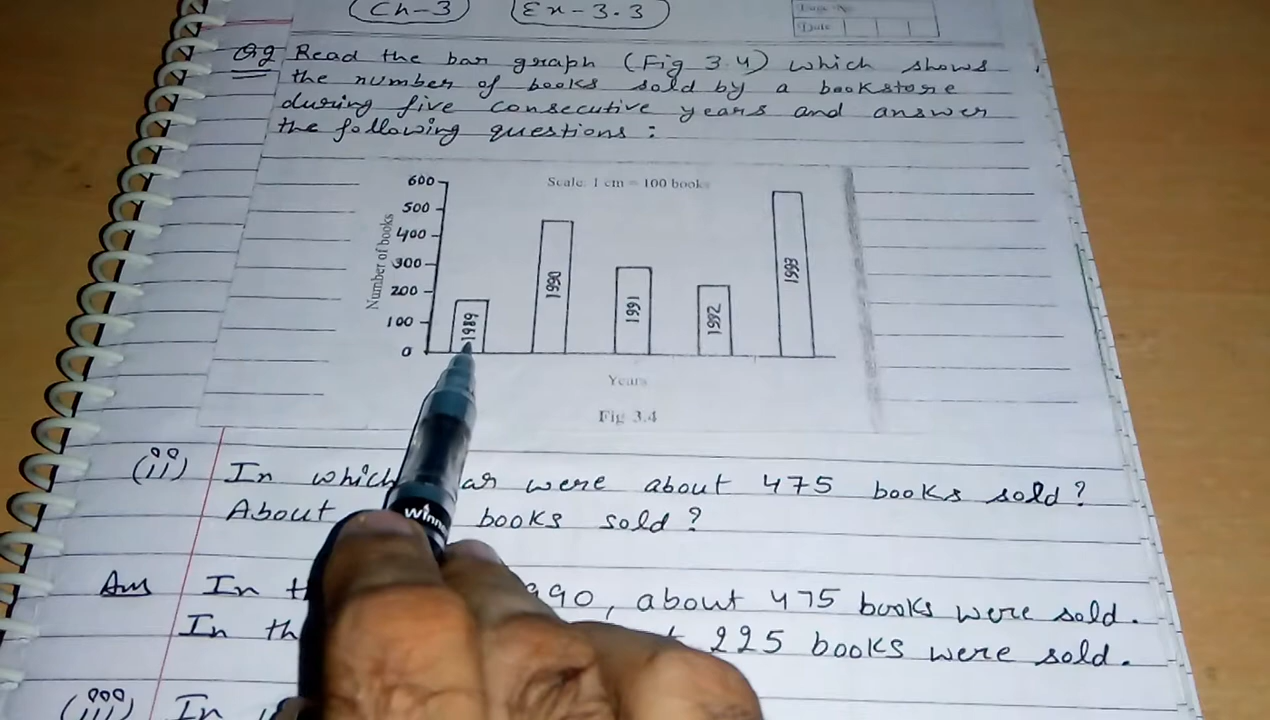 Ch-3 Ex-3.3
Date
Q2 Read the bar graph (Fig 3.4) which shows
the number of books sold by a bookstore
during five consecutive years and answer
the following questions :
Scale: 1 cm = 100 books
600
500
400
300
200
100
0
Number of books
1989
1990
1991
1992
1993
Years
Fig 3.4
(ii) In which were about 475 books sold?
About books sold?
Ans In 990, about 475 books were sold.
In 225 books were sold.
(iii) In
winn